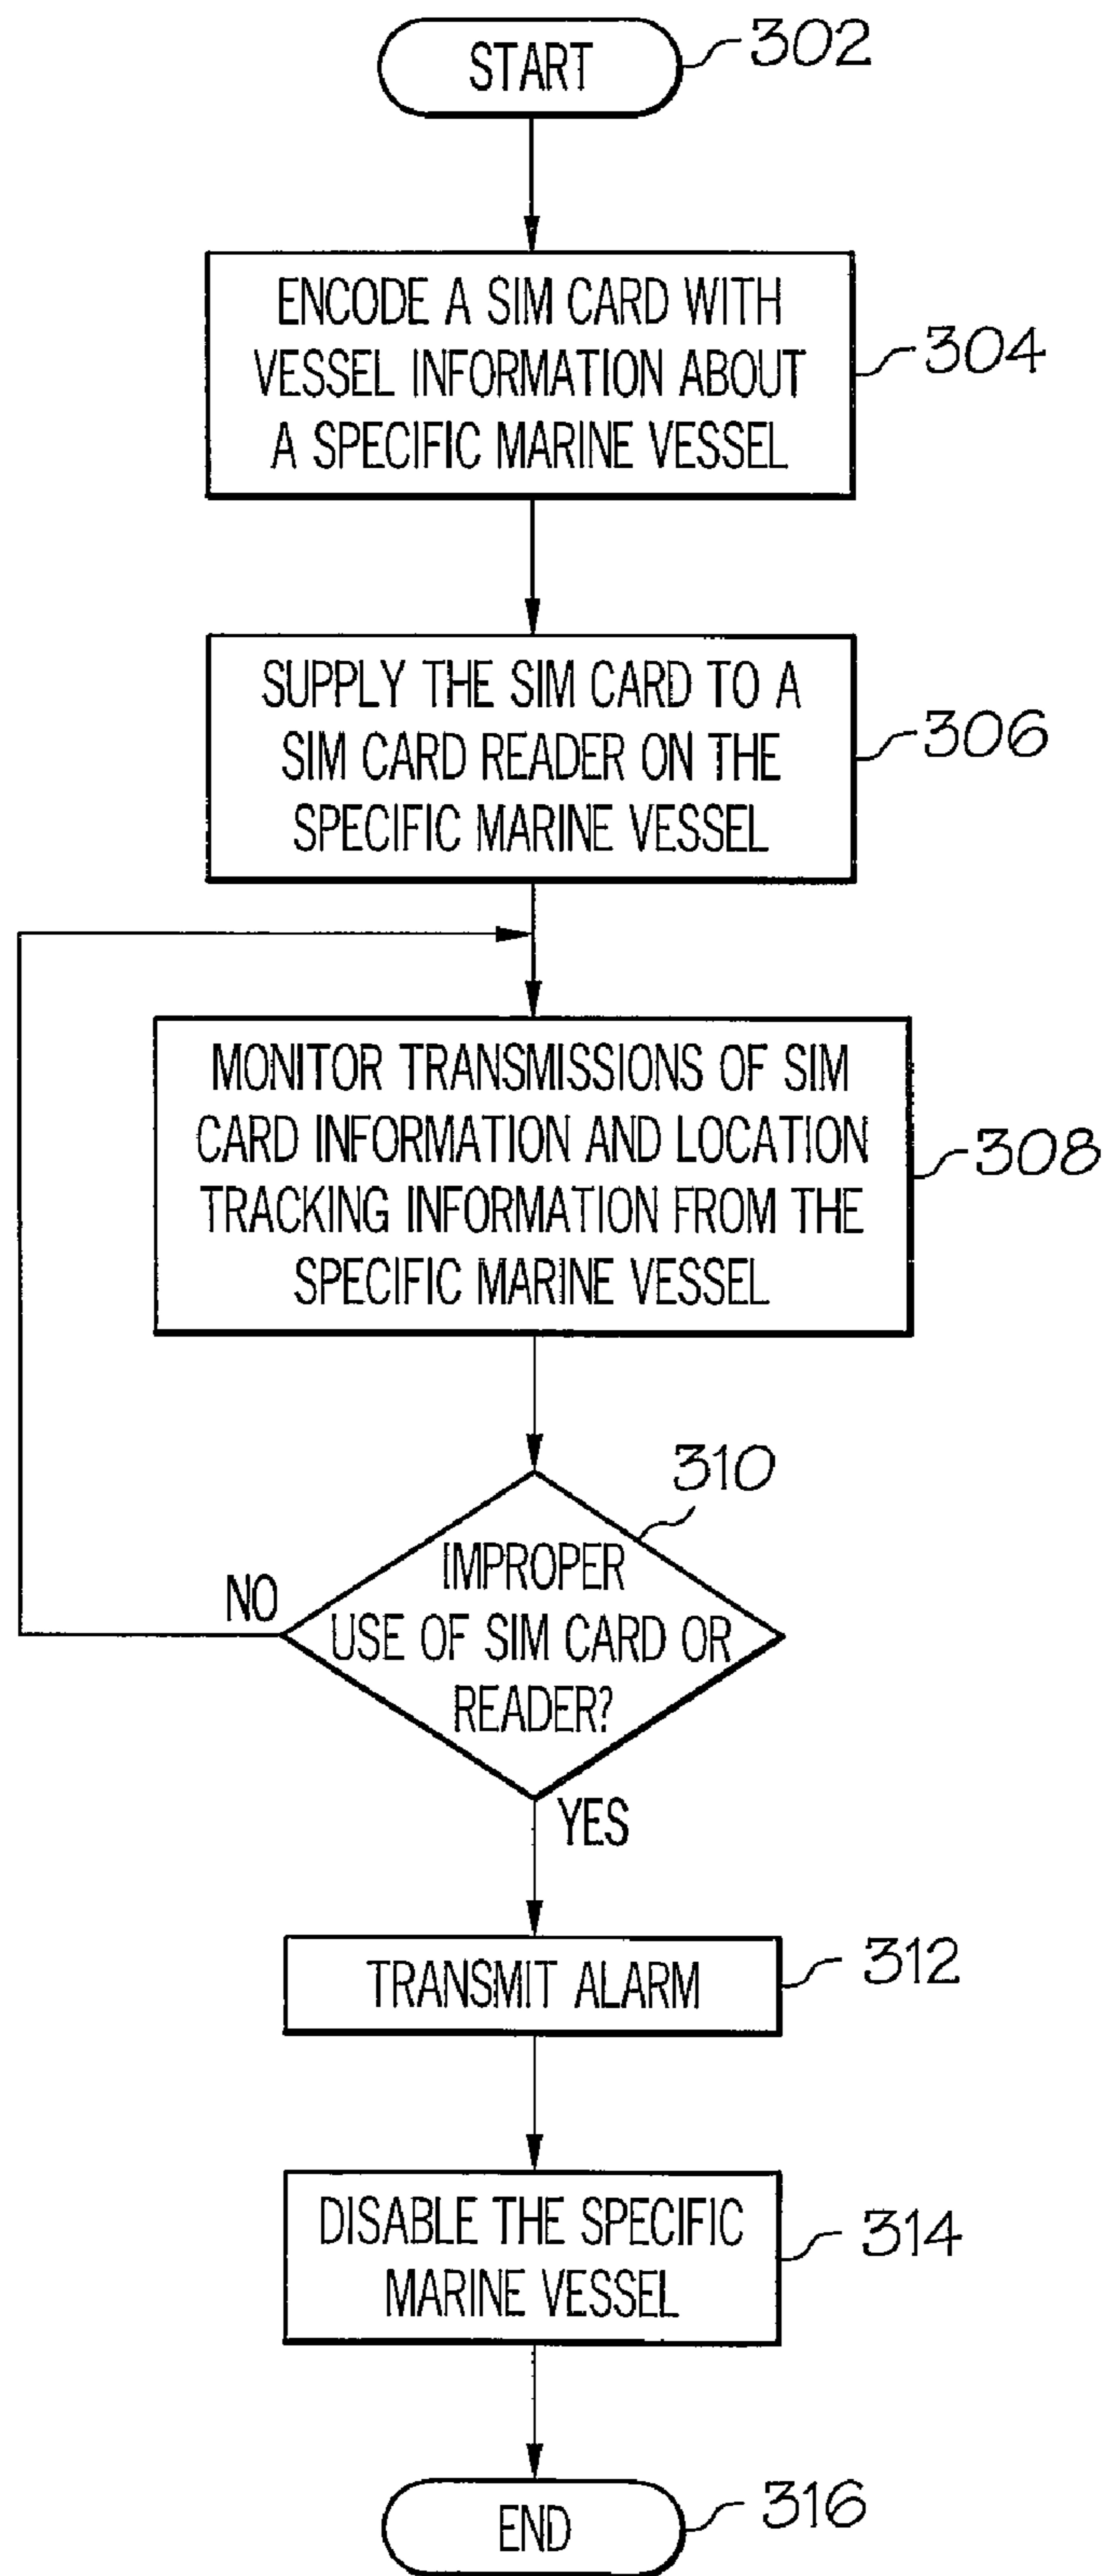 START
302
ENCODE A SIM CARD WITH
VESSEL INFORMATION ABOUT
A SPECIFIC MARINE VESSEL
304
SUPPLY THE SIM CARD TO A
SIM CARD READER ON THE
SPECIFIC MARINE VESSEL
306
MONITOR TRANSMISSIONS OF SIM
CARD INFORMATION AND LOCATION
TRACKING INFORMATION FROM THE
SPECIFIC MARINE VESSEL
308
310
IMPROPER
USE OF SIM CARD OR
READER?
NO
YES
TRANSMIT ALARM
312
DISABLE THE SPECIFIC
MARINE VESSEL
314
END
316